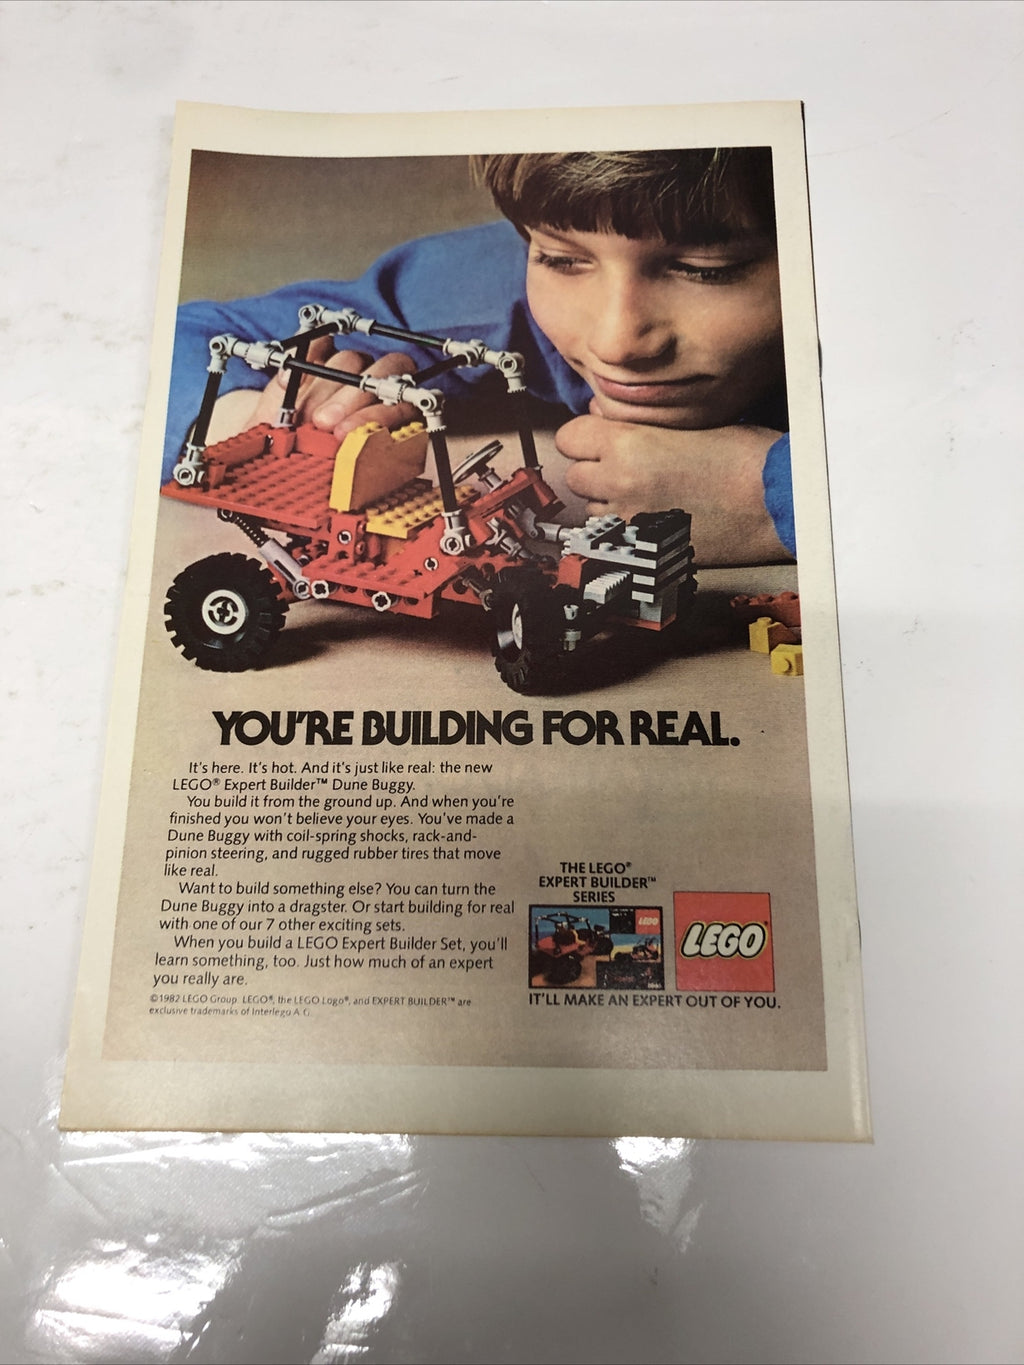 YOU'RE BUILDING FOR REAL.
It's here. It's hot. And it's just like real: the new
LEGO® Expert Builder™ Dune Buggy.
You build it from the ground up. And when you're
finished you won't believe your eyes. You've made a
Dune Buggy with coil-spring shocks, rack-and-
pinion steering, and rugged rubber tires that move
like real.
Want to build something else? You can turn the
Dune Buggy into a dragster. Or start building for real
with one of our 7 other exciting sets.
When you build a LEGO Expert Builder Set, you'll
learn something, too. Just how much of an expert
you really are.
©1982 LEGO Group. LEGO®, the LEGO Logo®, and EXPERT BUILDER™ are
exclusive trademarks of Interlego A.G.
THE LEGO®
EXPERT BUILDER™
SERIES
LEGO
LEGO®
IT'LL MAKE AN EXPERT OUT OF YOU.